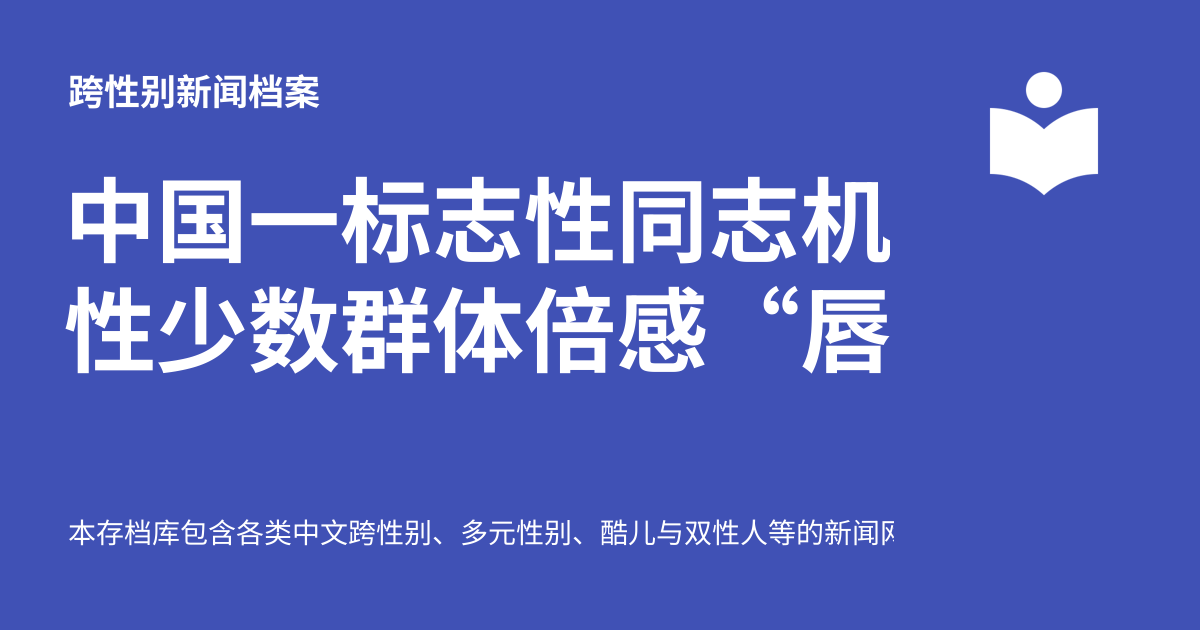 跨性别新闻档案
中国一标志性同志机
性少数群体倍感“唇
本存档库包含各类中文跨性别、多元性别、酷儿与双性人等的新闻网